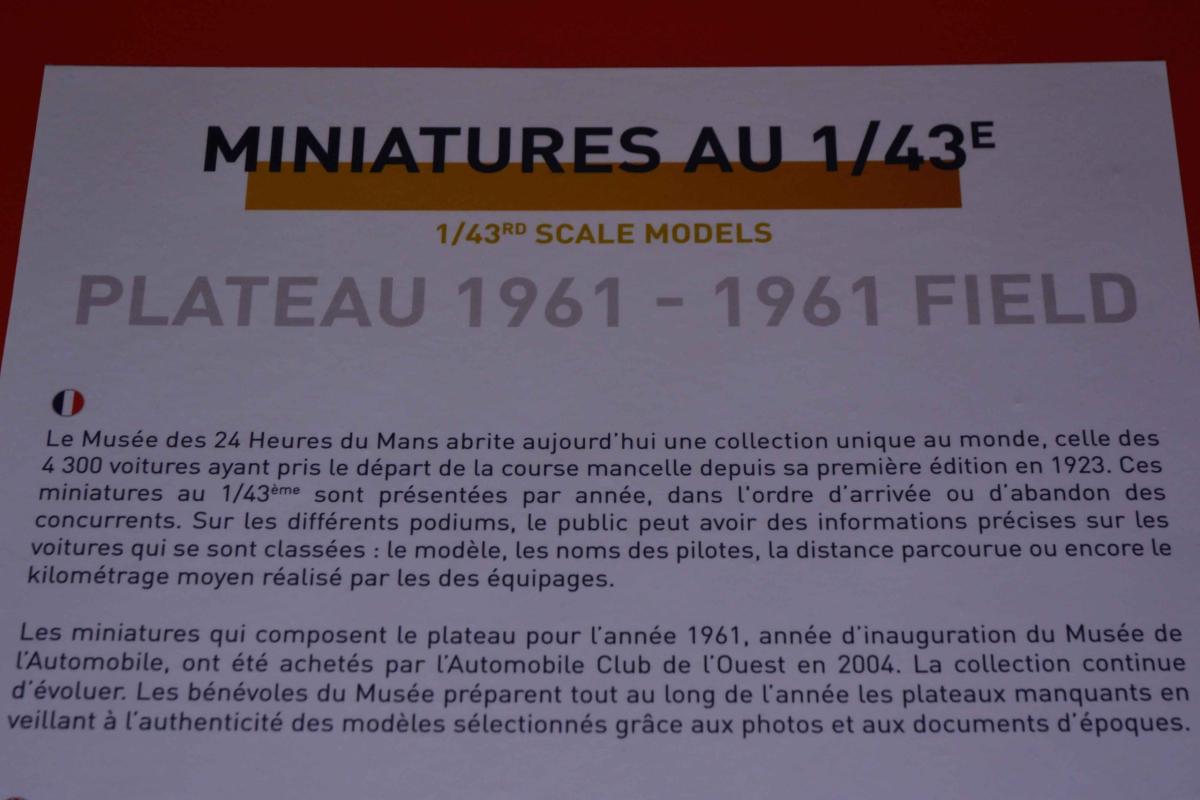 MINIATURES AU 1/43E
1/43RD SCALE MODELS
PLATEAU 1961 - 1961 FIELD
Le Musée des 24 Heures du Mans abrite aujourd'hui une collection unique au monde, celle des
4 300 voitures ayant pris le départ de la course mancelle depuis sa première édition en 1923. Ces
miniatures au 1/43ème sont présentées par année, dans l'ordre d'arrivée ou d'abandon des
concurrents. Sur les différents podiums, le public peut avoir des informations précises sur les
voitures qui se sont classées : le modèle, les noms des pilotes, la distance parcourue ou encore le
kilométrage moyen réalisé par les des équipages.
Les miniatures qui composent le plateau pour l'année 1961, année d'inauguration du Musée de
l'Automobile, ont été achetés par l'Automobile Club de l'Ouest en 2004. La collection continue
d'évoluer. Les bénévoles du Musée préparent tout au long de l'année les plateaux manquants en
veillant à l'authenticité des modèles sélectionnés grâce aux photos et aux documents d'époques.